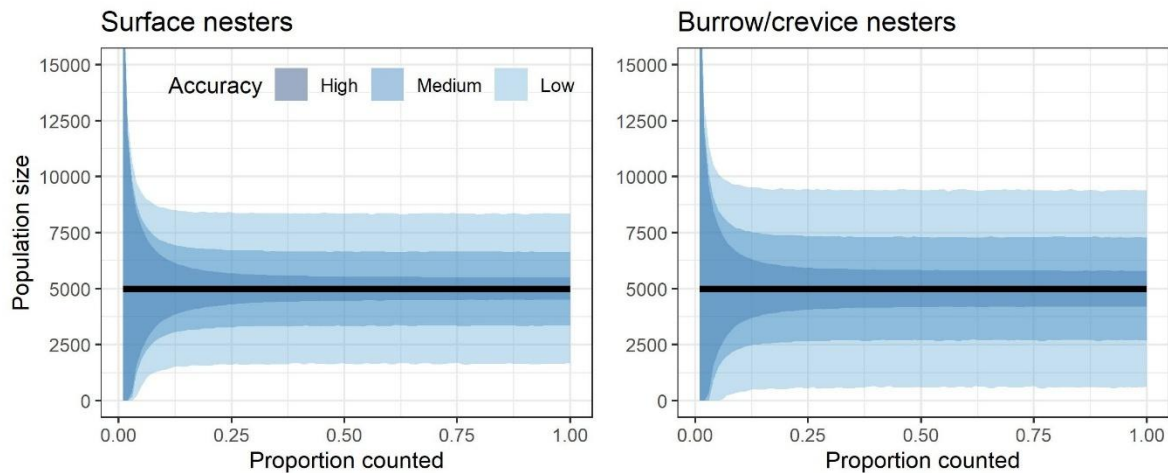 Surface nesters
Burrow/crevice nesters
Accuracy High Medium Low
Population size
15000
12500
10000
7500
5000
2500
0
0.00 0.25 0.50 0.75 1.00
Proportion counted
15000
12500
10000
7500
5000
2500
0
0.00 0.25 0.50 0.75 1.00
Proportion counted